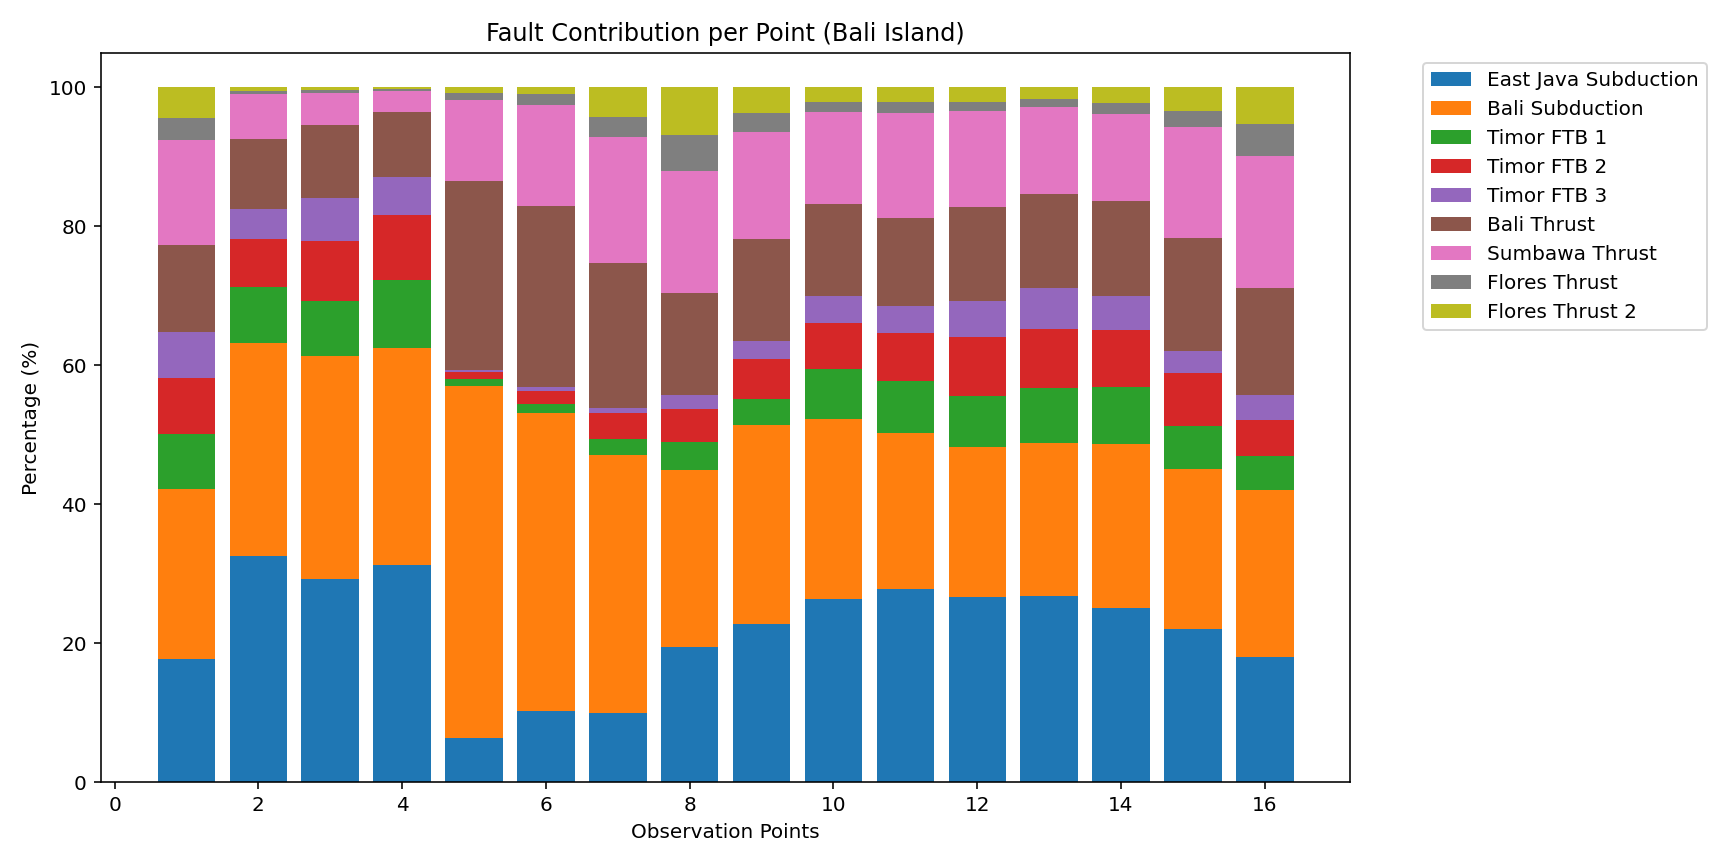 Fault Contribution per Point (Bali Island)
100
80
60
40
20
0
Percentage (%)
0 2 4 6 8 10 12 14 16
Observation Points
East Java Subduction
Bali Subduction
Timor FTB 1
Timor FTB 2
Timor FTB 3
Bali Thrust
Sumbawa Thrust
Flores Thrust
Flores Thrust 2